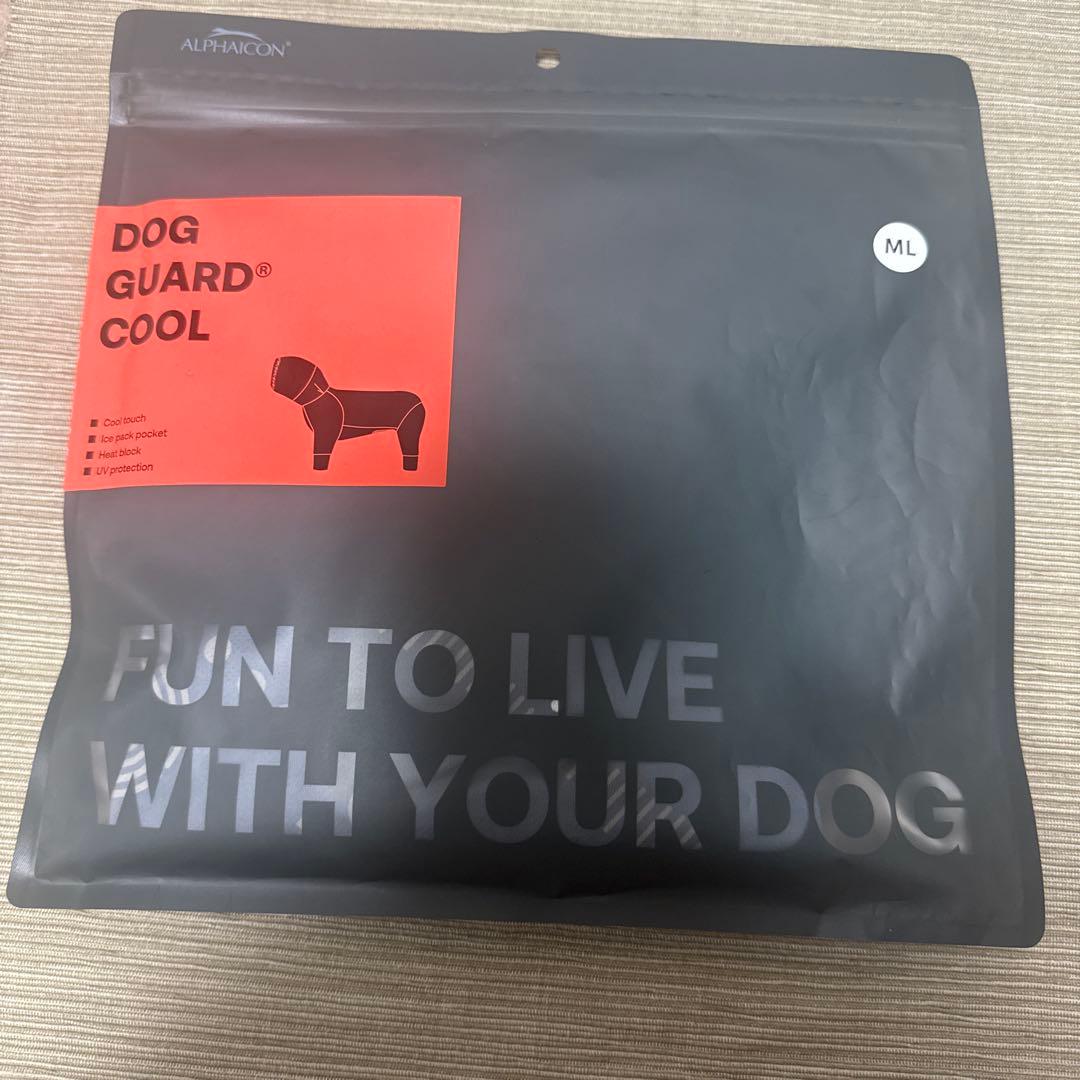 ALPHAICON®
DOG
GUARD®
COOL
ML
Cool touch
Ice pack pocket
Heat block
UV protection
FUN TO LIVE
WITH YOUR DOG